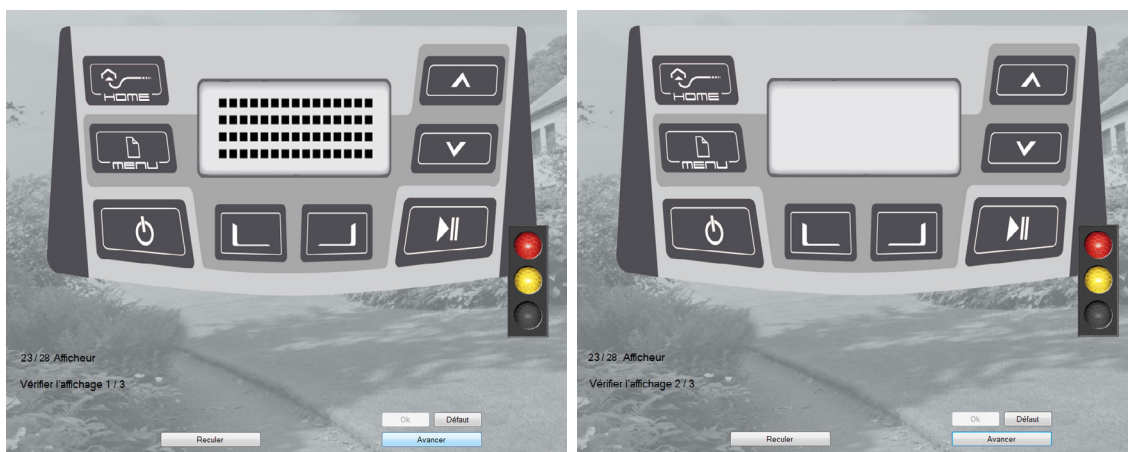 HOME
MENU
23/ 28 Afficheur
Vérifier l'affichage 1 / 3
Ok
Défaut
Reculer
Avancer
HOME
MENU
23/ 28 Afficheur
Vérifier l'affichage 2 / 3
Ok
Défaut
Reculer
Avancer